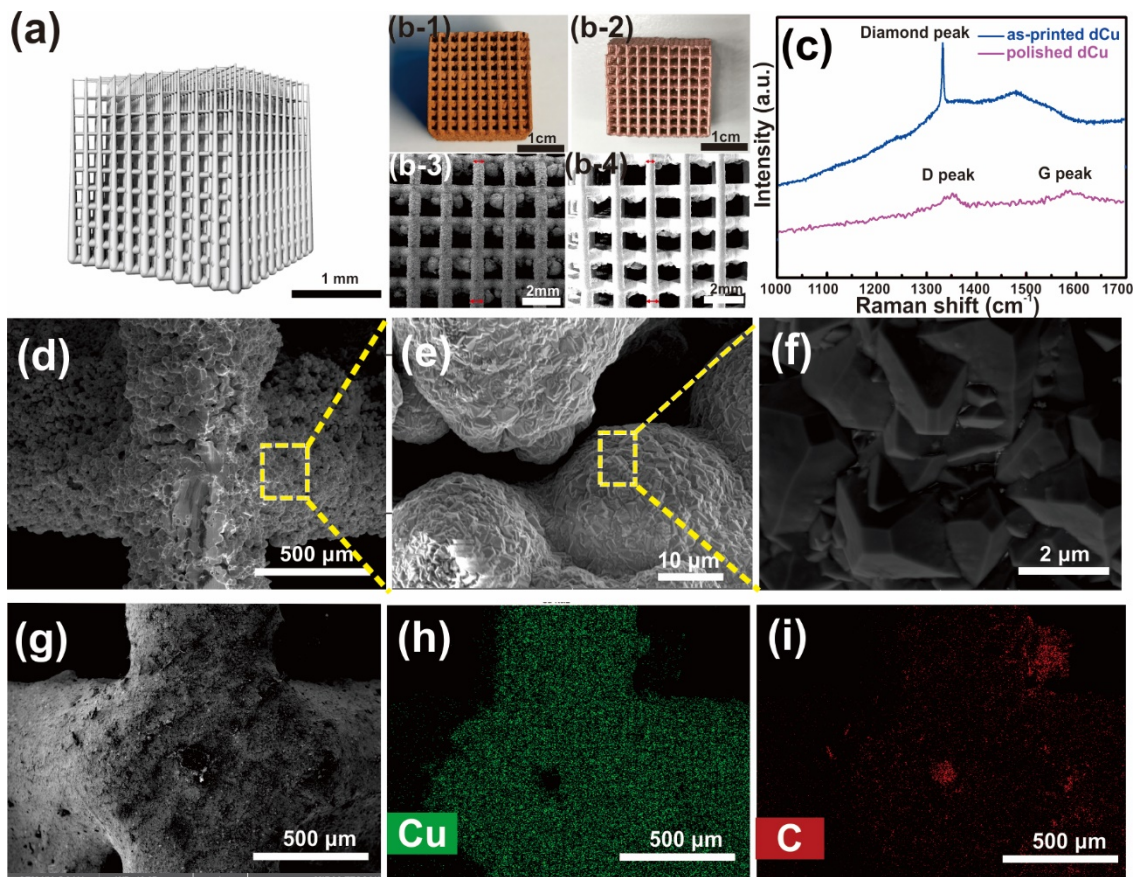 (a)
1 mm
(b-1)
1cm
(b-2)
1cm
(b-3)
2mm
(b-4)
2mm
(c)
Diamond peak
as-printed dCu
polished dCu
D peak
G peak
Intensity (a.u.)
1000 1100 1200 1300 1400 1500 1600 1700
Raman shift (cm⁻¹)
(d)
500 µm
(e)
10 µm
(f)
2 µm
(g)
500 µm
(h)
Cu
500 µm
(i)
C
500 µm